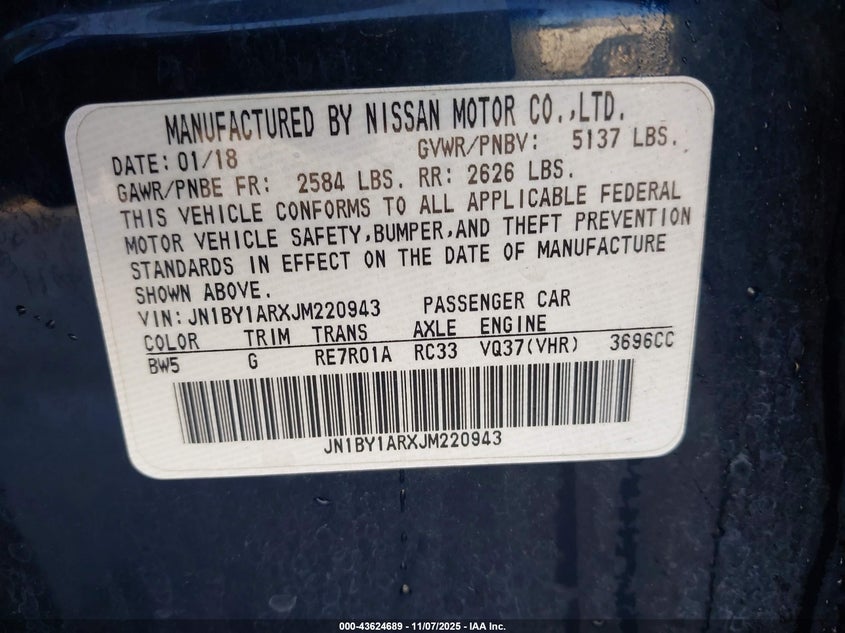 MANUFACTURED BY NISSAN MOTOR CO.,LTD.
DATE: 01/18 GVWR/PNBV: 5137 LBS.
GAWR/PNBE FR: 2584 LBS. RR: 2626 LBS.
THIS VEHICLE CONFORMS TO ALL APPLICABLE FEDERAL
MOTOR VEHICLE SAFETY,BUMPER,AND THEFT PREVENTION
STANDARDS IN EFFECT ON THE DATE OF MANUFACTURE
SHOWN ABOVE.
VIN: JN1BY1ARXJM220943 PASSENGER CAR
COLOR TRIM TRANS AXLE ENGINE
BW5 G RE7R01A RC33 VQ37(VHR) 3696CC
JN1BY1ARXJM220943
000-43624689 - 11/07/2025 - IAA Inc.